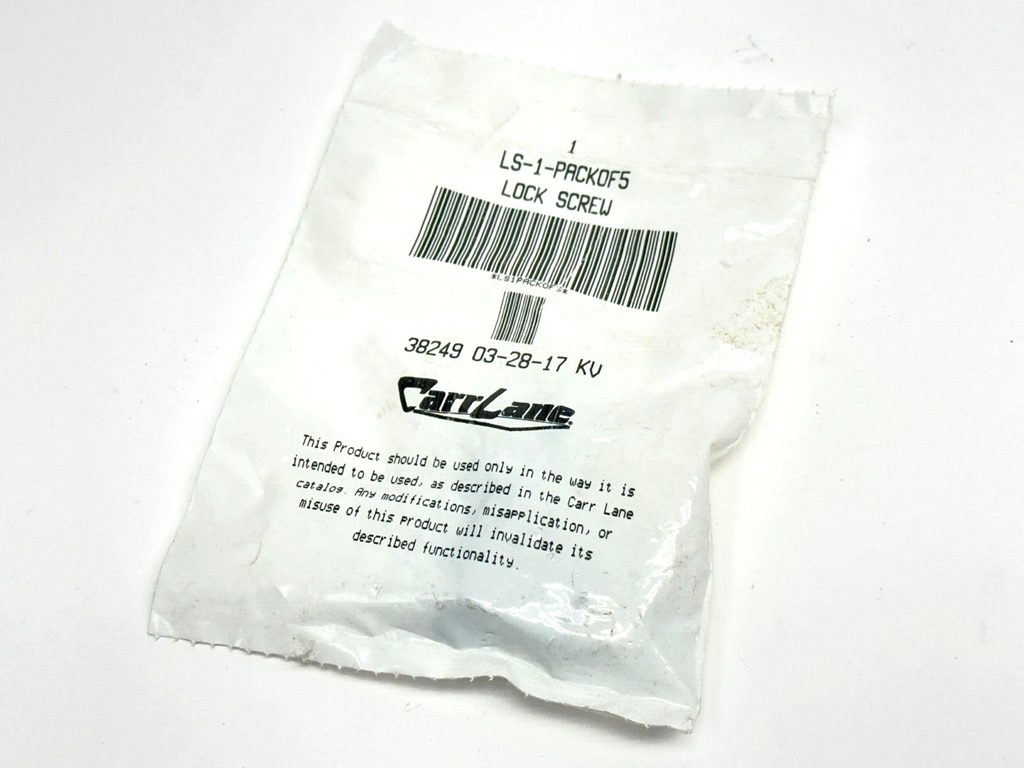 1
LS-1-PACKOF5
LOCK SCREW
*LS1PACKOF5*
38249 03-28-17 KV
CarrLane
This Product should be used only in the way it is
intended to be used, as described in the Carr Lane
catalog. Any modifications, misapplication, or
misuse of this product will invalidate its
described functionality.